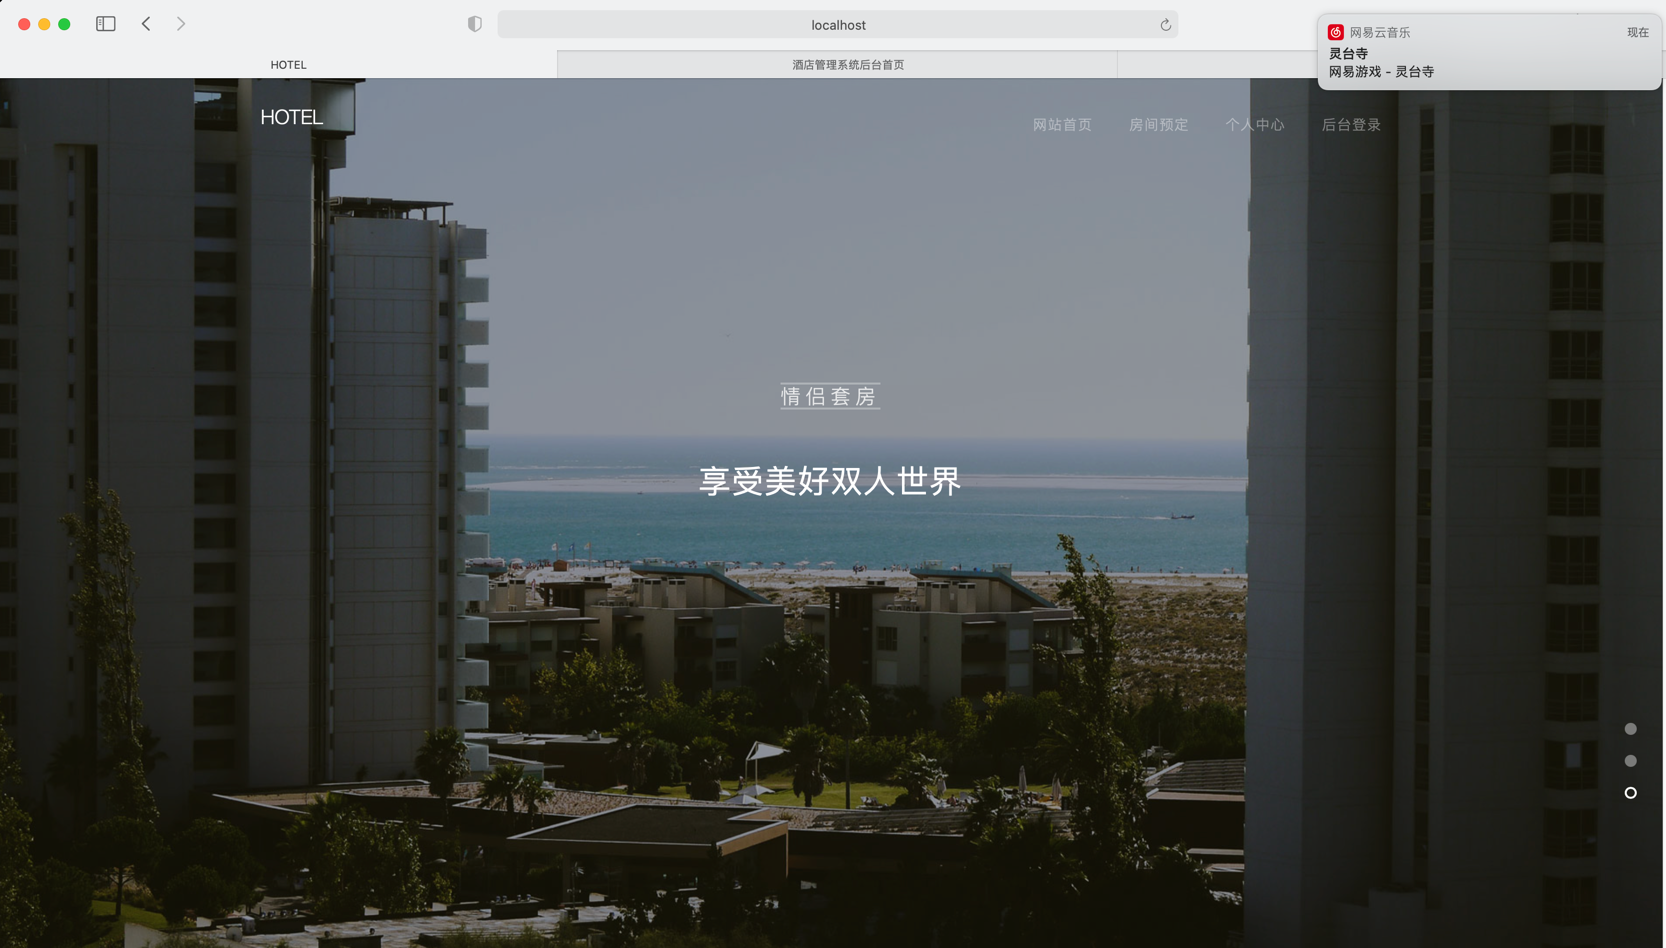 localhost
网易云音乐
现在
灵台寺
网易游戏 - 灵台寺
HOTEL
酒店管理系统后台首页
HOTEL
网站首页
房间预定
个人中心
后台登录
情侣套房
享受美好双人世界